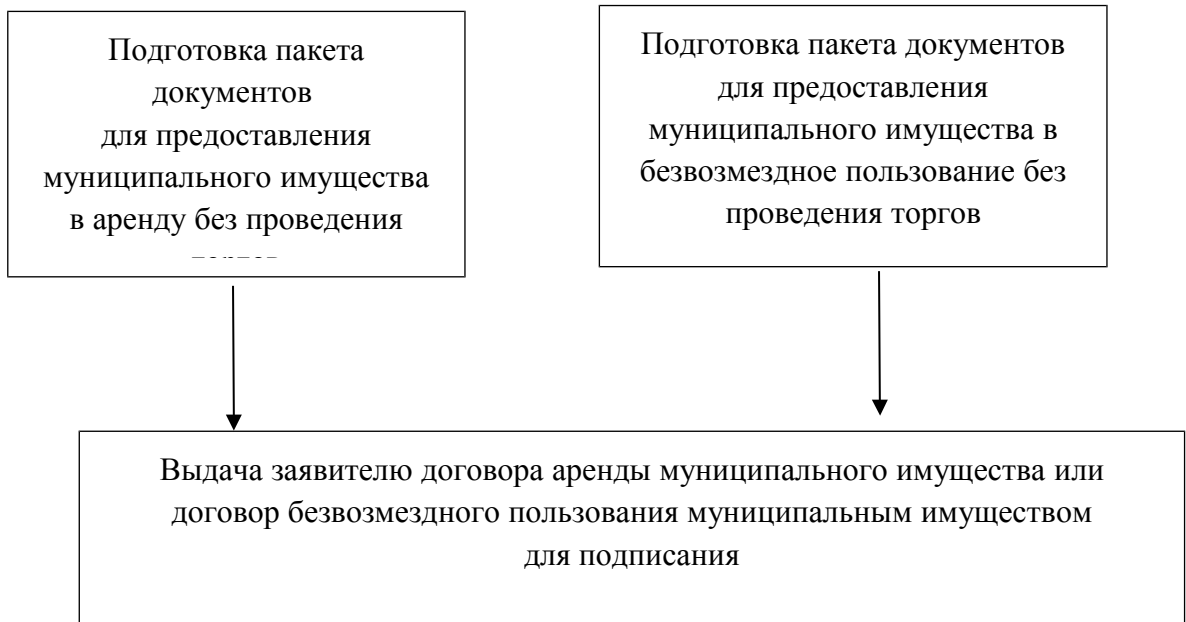 Подготовка пакета
документов
для предоставления
муниципального имущества
в аренду без проведения
Подготовка пакета документов
для предоставления
муниципального имущества в
безвозмездное пользование без
проведения торгов
Выдача заявителю договора аренды муниципального имущества или
договор безвозмездного пользования муниципальным имуществом
для подписания